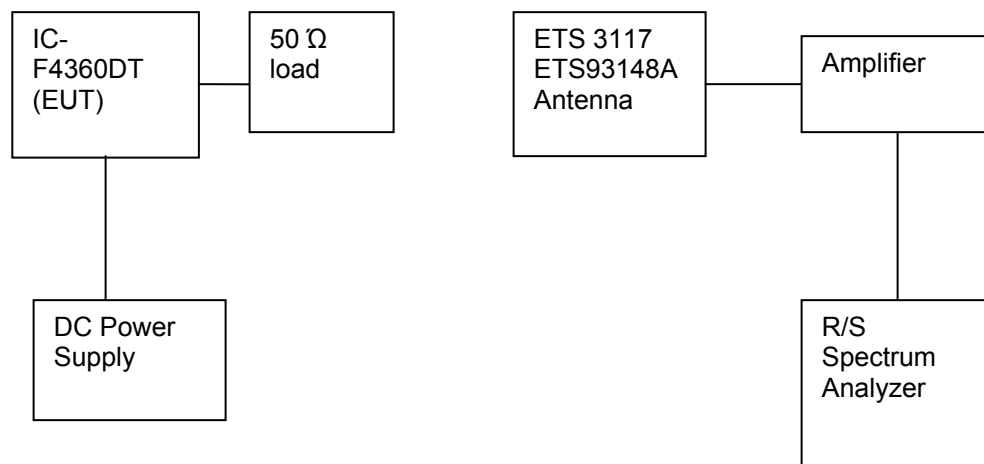 IC-
F4360DT
(EUT)
50 Ώ
load
ETS 3117
ETS93148A
Antenna
Amplifier
DC Power
Supply
R/S
Spectrum
Analyzer